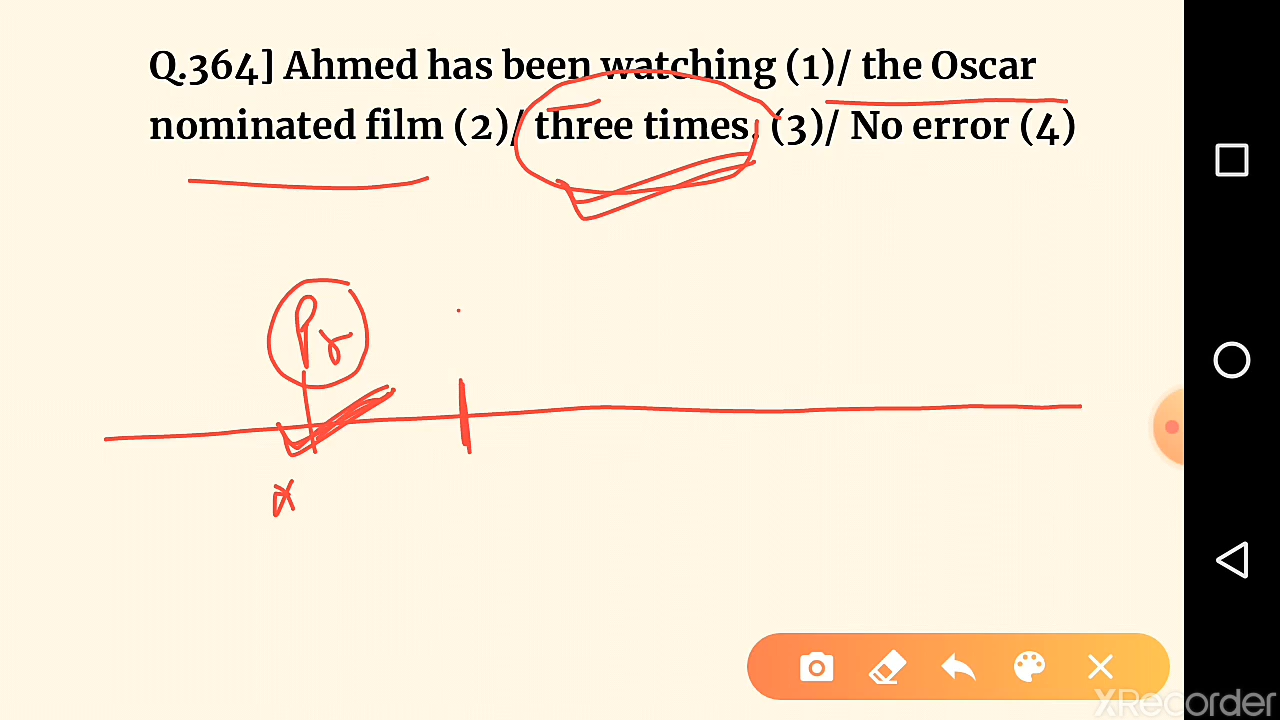 Q.364] Ahmed has been watching (1)/ the Oscar
nominated film (2)/ three times. (3)/ No error (4)
Pr
XRecorder